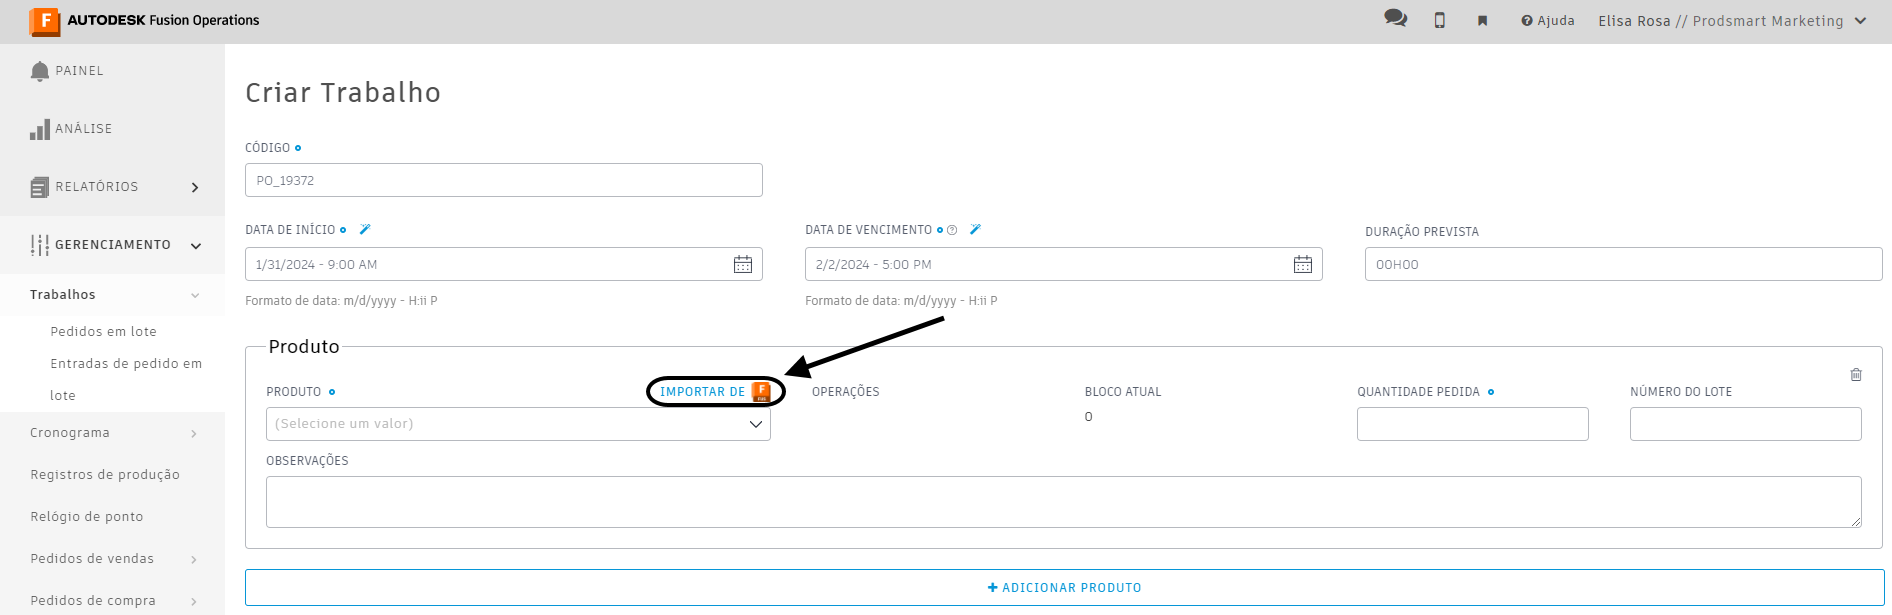 AUTODESK Fusion Operations
Ajuda
Elisa Rosa // Prodsmart Marketing
PAINEL
ANÁLISE
RELATÓRIOS
GERENCIAMENTO
Trabalhos
Pedidos em lote
Entradas de pedido em
lote
Cronograma
Registros de produção
Relógio de ponto
Pedidos de vendas
Pedidos de compra
Criar Trabalho
CÓDIGO
PO_19372
DATA DE INÍCIO
DATA DE VENCIMENTO
DURAÇÃO PREVISTA
1/31/2024 - 9:00 AM
2/2/2024 - 5:00 PM
00H00
Formato de data: m/d/yyyy - H:ii P
Formato de data: m/d/yyyy - H:ii P
Produto
PRODUTO
IMPORTAR DE
OPERAÇÕES
BLOCO ATUAL
QUANTIDADE PEDIDA
NÚMERO DO LOTE
(Selecione um valor)
0
OBSERVAÇÕES
+ ADICIONAR PRODUTO